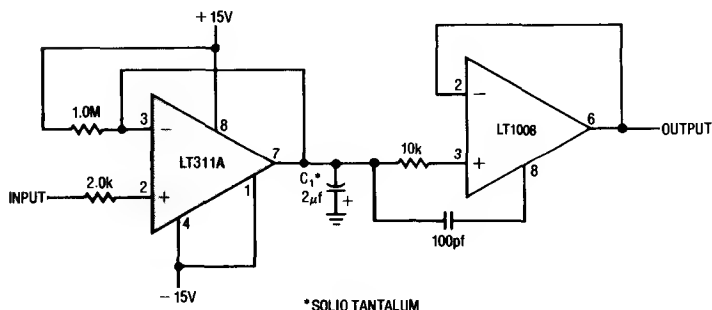 +15V
1.0M
3
−
8
LT311A
7
INPUT
2.0k
2
+
1
4
−15V
C₁*
2µf
+
10k
2
−
LT1008
6
OUTPUT
3
+
8
100pf
*SOLIO TANTALUM